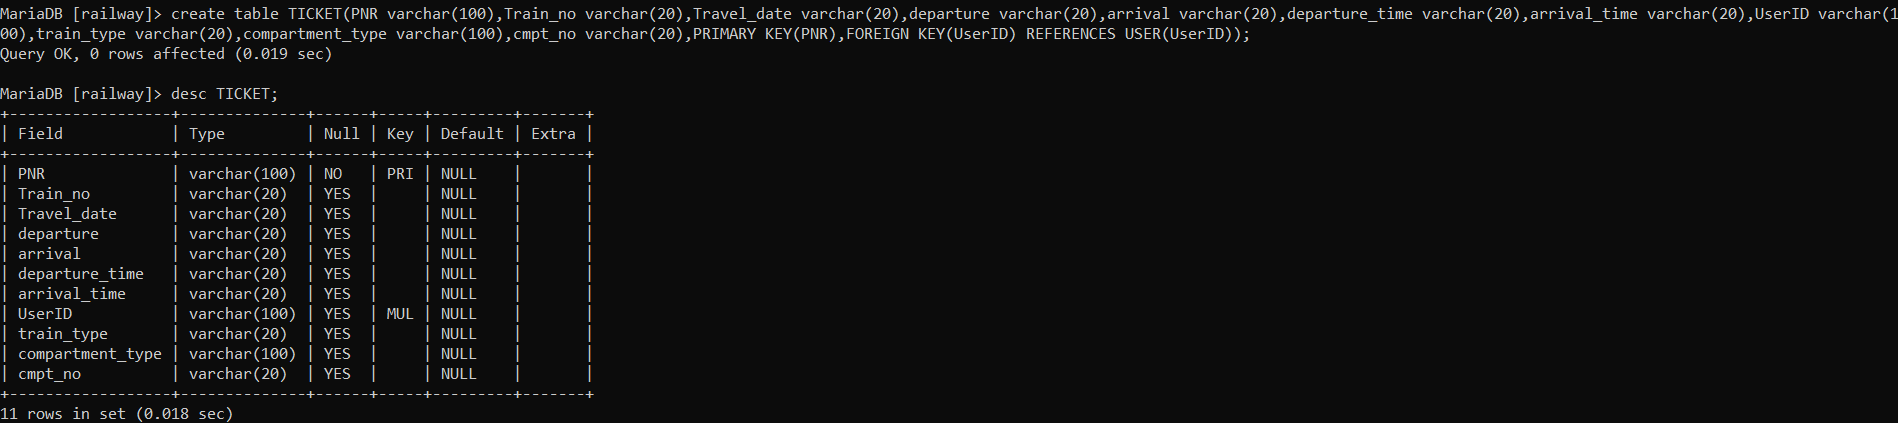 MariaDB [railway]> create table TICKET(PNR varchar(100),Train_no varchar(20),Travel_date varchar(20),departure varchar(20),arrival varchar(20),departure_time varchar(20),arrival_time varchar(20),UserID varchar(1
00),train_type varchar(20),compartment_type varchar(100),cmpt_no varchar(20),PRIMARY KEY(PNR),FOREIGN KEY(UserID) REFERENCES USER(UserID));
Query OK, 0 rows affected (0.019 sec)

MariaDB [railway]> desc TICKET;
+------------------+--------------+------+-----+---------+-------+
| Field            | Type         | Null | Key | Default | Extra |
+------------------+--------------+------+-----+---------+-------+
| PNR              | varchar(100) | NO   | PRI | NULL    |       |
| Train_no         | varchar(20)  | YES  |     | NULL    |       |
| Travel_date      | varchar(20)  | YES  |     | NULL    |       |
| departure        | varchar(20)  | YES  |     | NULL    |       |
| arrival          | varchar(20)  | YES  |     | NULL    |       |
| departure_time   | varchar(20)  | YES  |     | NULL    |       |
| arrival_time     | varchar(20)  | YES  |     | NULL    |       |
| UserID           | varchar(100) | YES  | MUL | NULL    |       |
| train_type       | varchar(20)  | YES  |     | NULL    |       |
| compartment_type | varchar(100) | YES  |     | NULL    |       |
| cmpt_no          | varchar(20)  | YES  |     | NULL    |       |
+------------------+--------------+------+-----+---------+-------+
11 rows in set (0.018 sec)